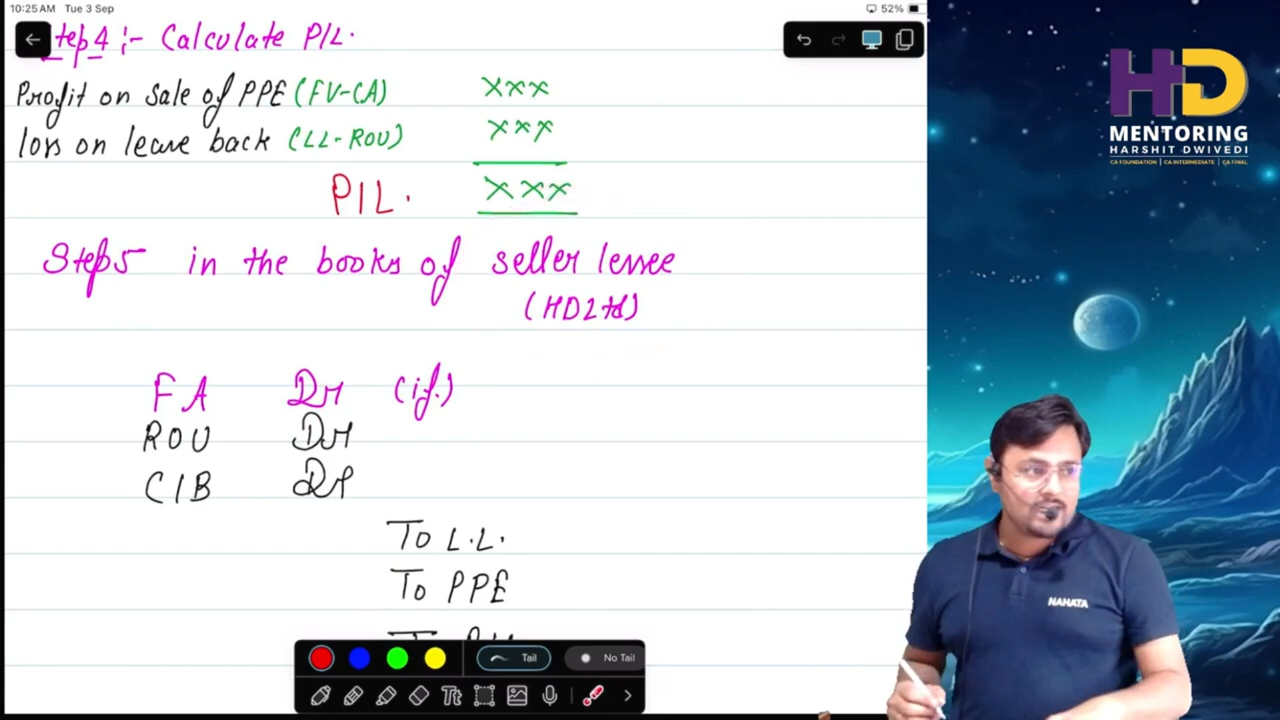 10:25 AM Tue 3 Sep
52%
Step 4 :- Calculate P/L.
Profit on sale of PPE (FV-CA) xxx
loss on lease back (LL-ROU) xxx
P/L. xxx
Step 5 in the books of seller lessee
(HD Ltd)
F A Dr (if.)
ROU Dr
C/B Dr
To L.L.
To PPE
To
Tail
No Tail
Tt
HD
MENTORING
HARSHIT DWIVEDI
CA FOUNDATION | CA INTERMEDIATE | CA FINAL
NAHATA